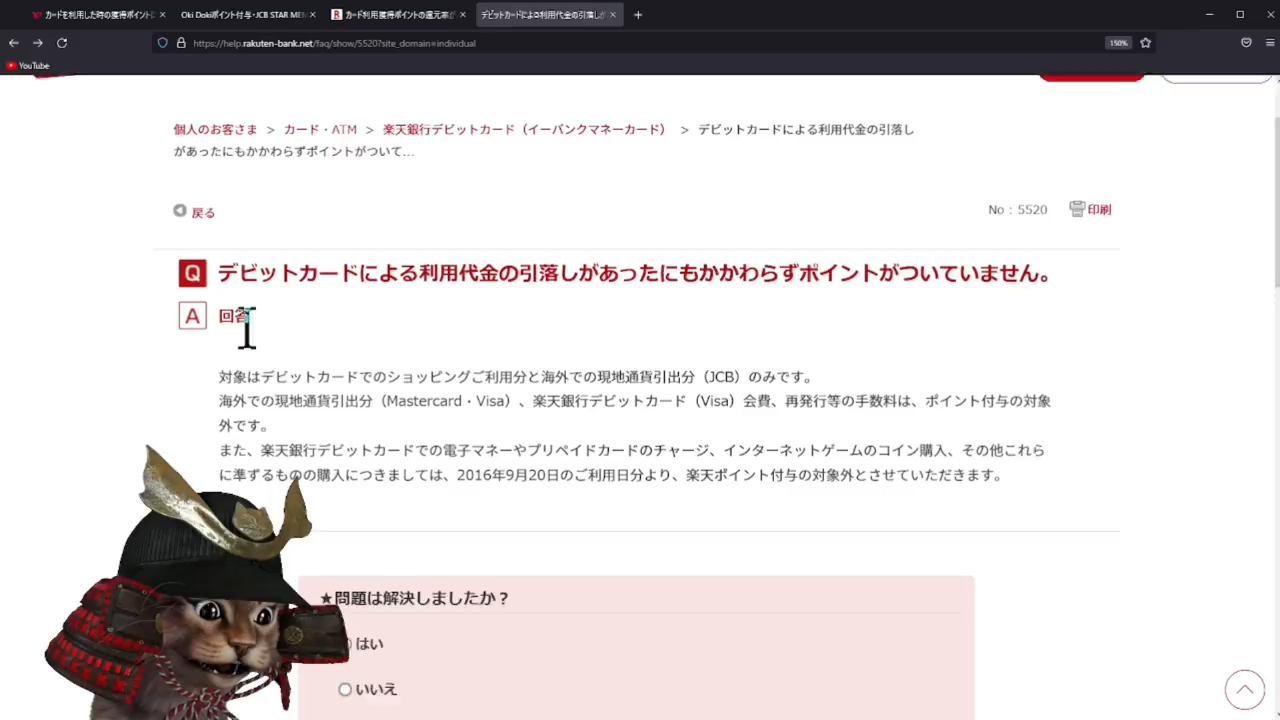 カードを利用した時の獲得ポイントに
Oki Dokiポイント付与・JCB STAR MEM
カード利用獲得ポイントの還元率が
デビットカードによる利用代金の引落しが
https://help.rakuten-bank.net/faq/show/5520?site_domain=individual
150%
YouTube
個人のお客さま > カード・ATM > 楽天銀行デビットカード（イーバンクマネーカード） > デビットカードによる利用代金の引落し
があったにもかかわらずポイントがついて...
戻る
No：5520
印刷
Q デビットカードによる利用代金の引落しがあったにもかかわらずポイントがついていません。
A 回答
対象はデビットカードでのショッピングご利用分と海外での現地通貨引出分（JCB）のみです。
海外での現地通貨引出分（Mastercard・Visa）、楽天銀行デビットカード（Visa）会費、再発行等の手数料は、ポイント付与の対象
外です。
また、楽天銀行デビットカードでの電子マネーやプリペイドカードのチャージ、インターネットゲームのコイン購入、その他これら
に準ずるものの購入につきましては、2016年9月20日のご利用日分より、楽天ポイント付与の対象外とさせていただきます。
★問題は解決しましたか？
はい
いいえ